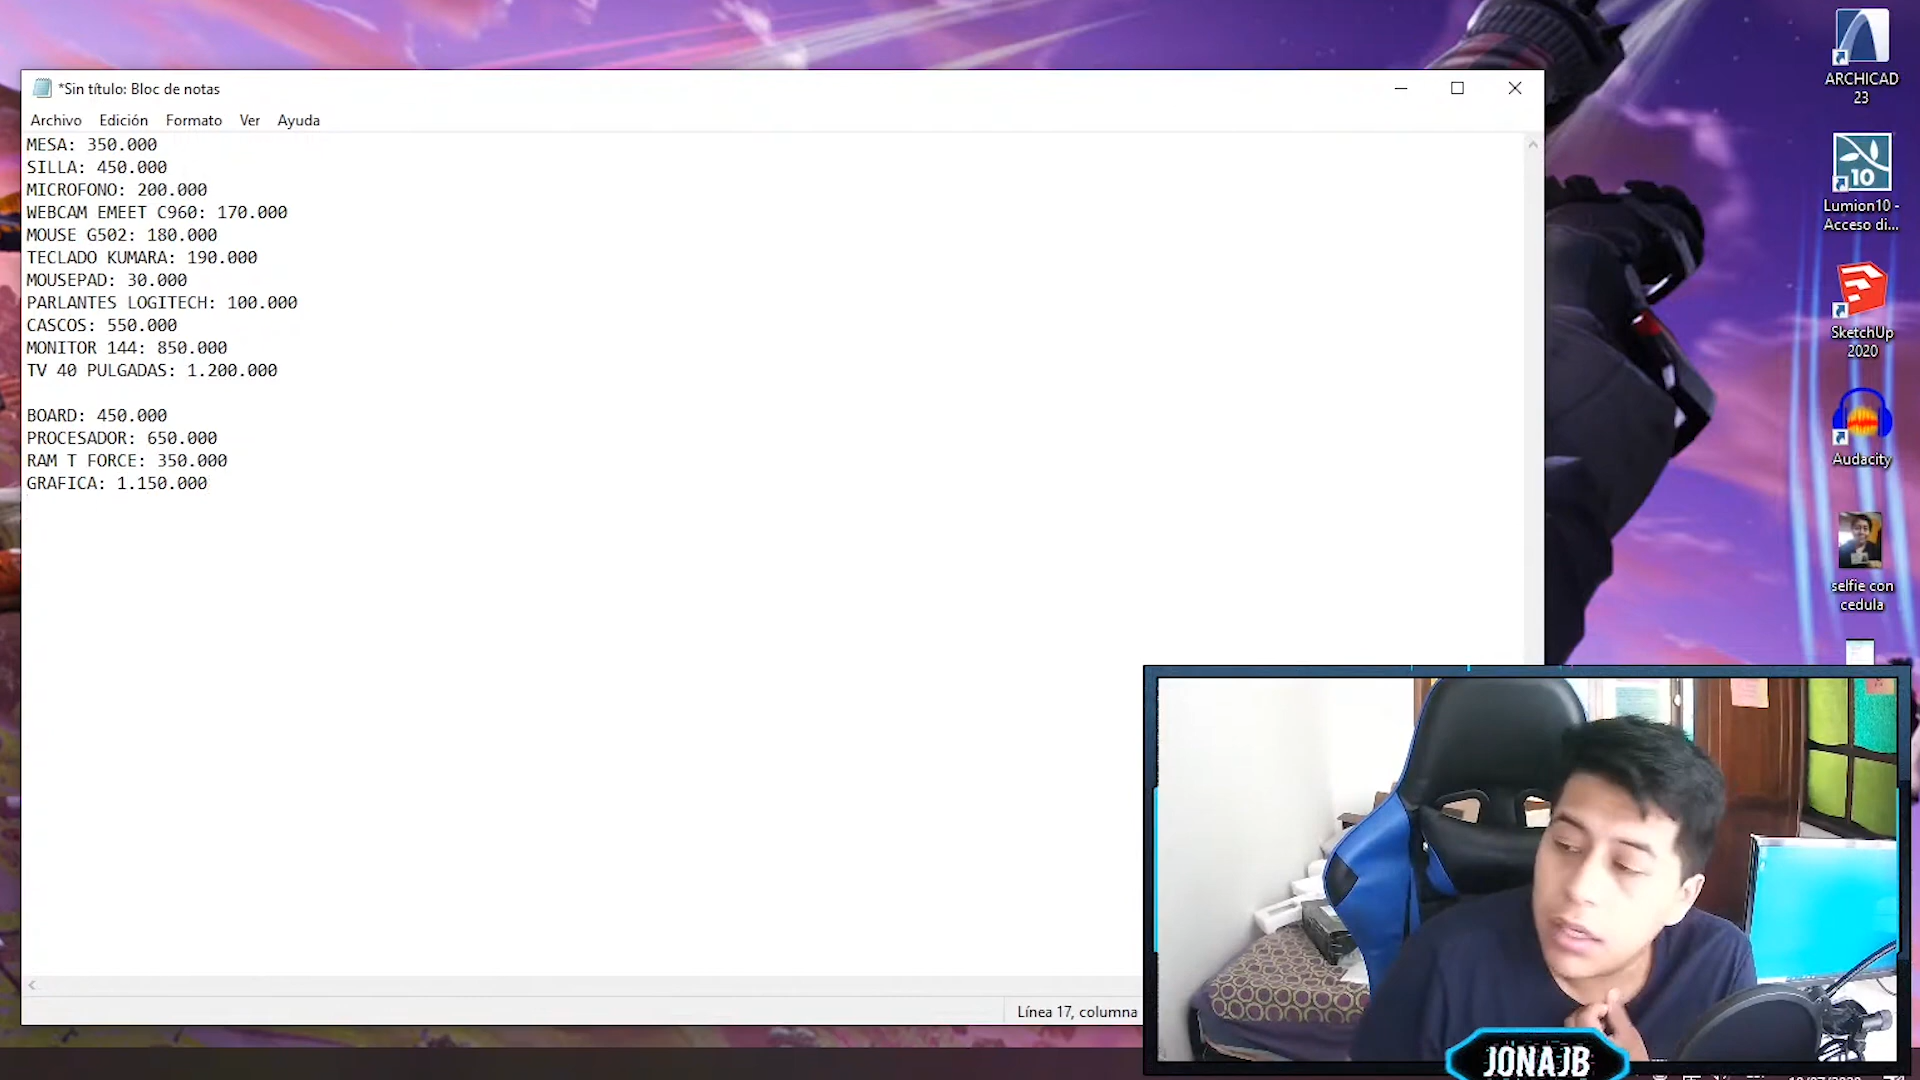 *Sin título: Bloc de notas
Archivo Edición Formato Ver Ayuda
MESA: 350.000
SILLA: 450.000
MICROFONO: 200.000
WEBCAM EMEET C960: 170.000
MOUSE G502: 180.000
TECLADO KUMARA: 190.000
MOUSEPAD: 30.000
PARLANTES LOGITECH: 100.000
CASCOS: 550.000
MONITOR 144: 850.000
TV 40 PULGADAS: 1.200.000
BOARD: 450.000
PROCESADOR: 650.000
RAM T FORCE: 350.000
GRAFICA: 1.150.000
Línea 17, columna
ARCHICAD
23
10
Lumion10 -
Acceso di...
SketchUp
2020
Audacity
selfie con
cedula
JONAJB